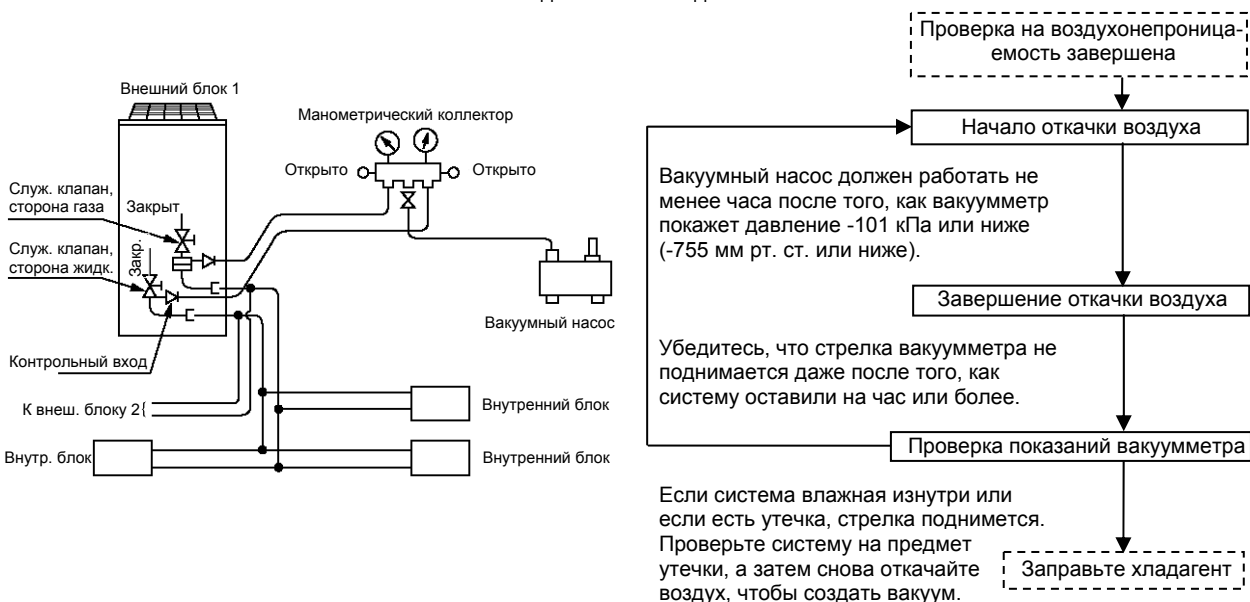 Внешний блок 1
Манометрический коллектор
Открыто
Открыто
Служ. клапан,
сторона газа
Закрыт
Служ. клапан,
сторона жидк.
Закр.
Вакуумный насос
Контрольный вход
К внеш. блоку 2{
Внутренний блок
Внутр. блок
Внутренний блок
Проверка на воздухонепроница-
емость завершена
Начало откачки воздуха
Вакуумный насос должен работать не
менее часа после того, как вакуумметр
покажет давление -101 кПа или ниже
(-755 мм рт. ст. или ниже).
Завершение откачки воздуха
Убедитесь, что стрелка вакуумметра не
поднимается даже после того, как
систему оставили на час или более.
Проверка показаний вакуумметра
Если система влажная изнутри или
если есть утечка, стрелка поднимется.
Проверьте систему на предмет
утечки, а затем снова откачайте
воздух, чтобы создать вакуум.
Заправьте хладагент